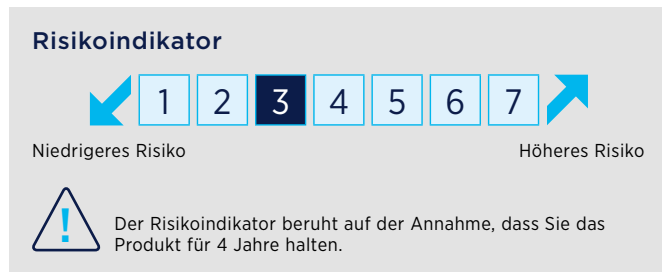 Risikoindikator
1 2 3 4 5 6 7
Niedrigeres Risiko Höheres Risiko
!
Der Risikoindikator beruht auf der Annahme, dass Sie das
Produkt für 4 Jahre halten.